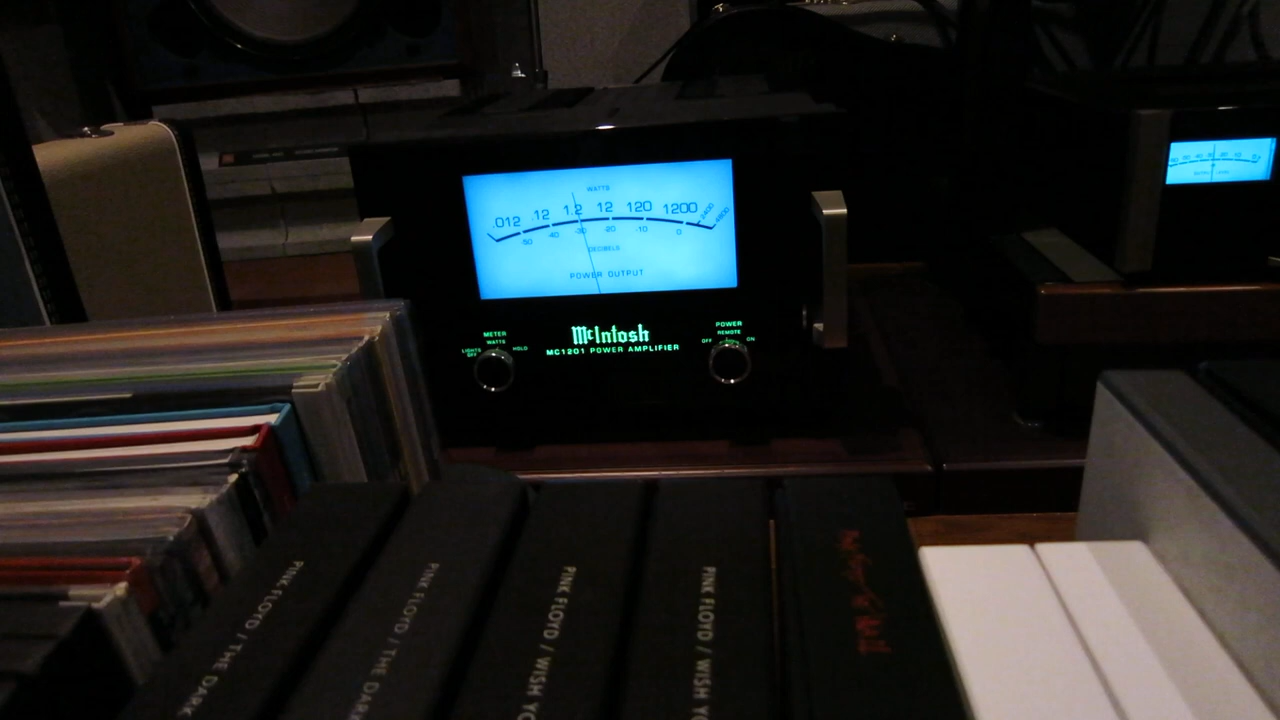 WATTS
.012 .12 1.2 12 120 1200 2400 4800
-50 -40 -30 -20 -10 0
DECIBELS
POWER OUTPUT
McIntosh
MC1201 POWER AMPLIFIER
METER
WATTS
LIGHTS OFF
HOLD
POWER
REMOTE
OFF
ON
PINK FLOYD / THE DARK
PINK FLOYD / THE DARK
PINK FLOYD / WISH YO
PINK FLOYD / WISH YO